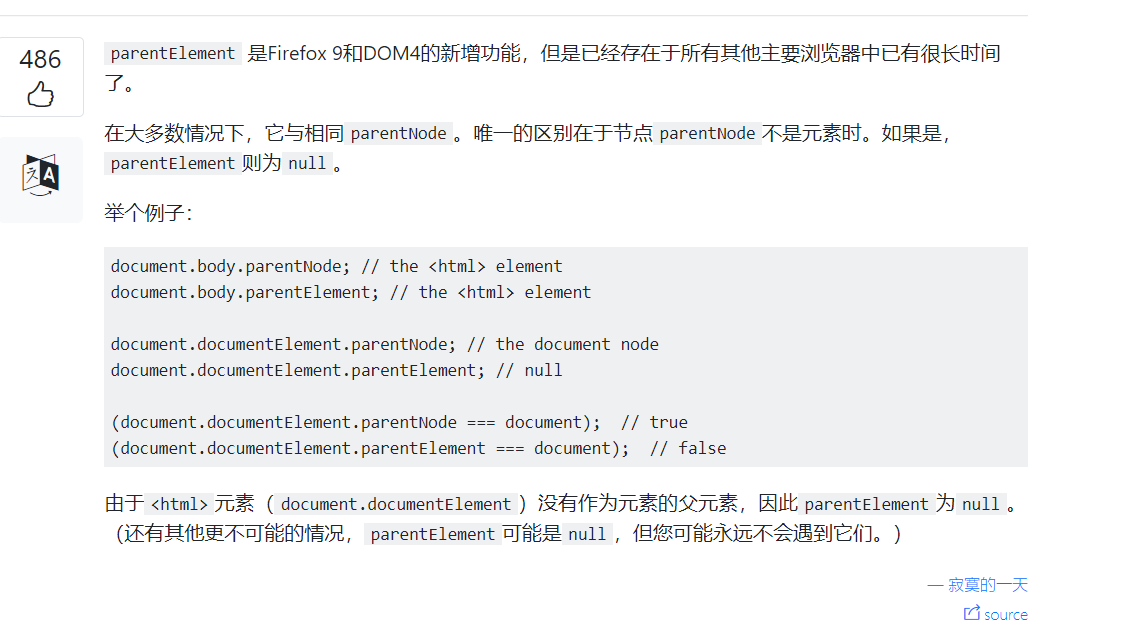 486
parentElement 是Firefox 9和DOM4的新增功能，但是已经存在于所有其他主要浏览器中已有很长时间
了。
在大多数情况下，它与相同 parentNode 。唯一的区别在于节点 parentNode 不是元素时。如果是，
parentElement 则为 null 。
举个例子：
document.body.parentNode; // the <html> element
document.body.parentElement; // the <html> element
document.documentElement.parentNode; // the document node
document.documentElement.parentElement; // null
(document.documentElement.parentNode === document);  // true
(document.documentElement.parentElement === document);  // false
由于 <html> 元素（ document.documentElement ）没有作为元素的父元素，因此 parentElement 为 null 。
（还有其他更不可能的情况， parentElement 可能是 null ，但您可能永远不会遇到它们。）
— 寂寞的一天
source